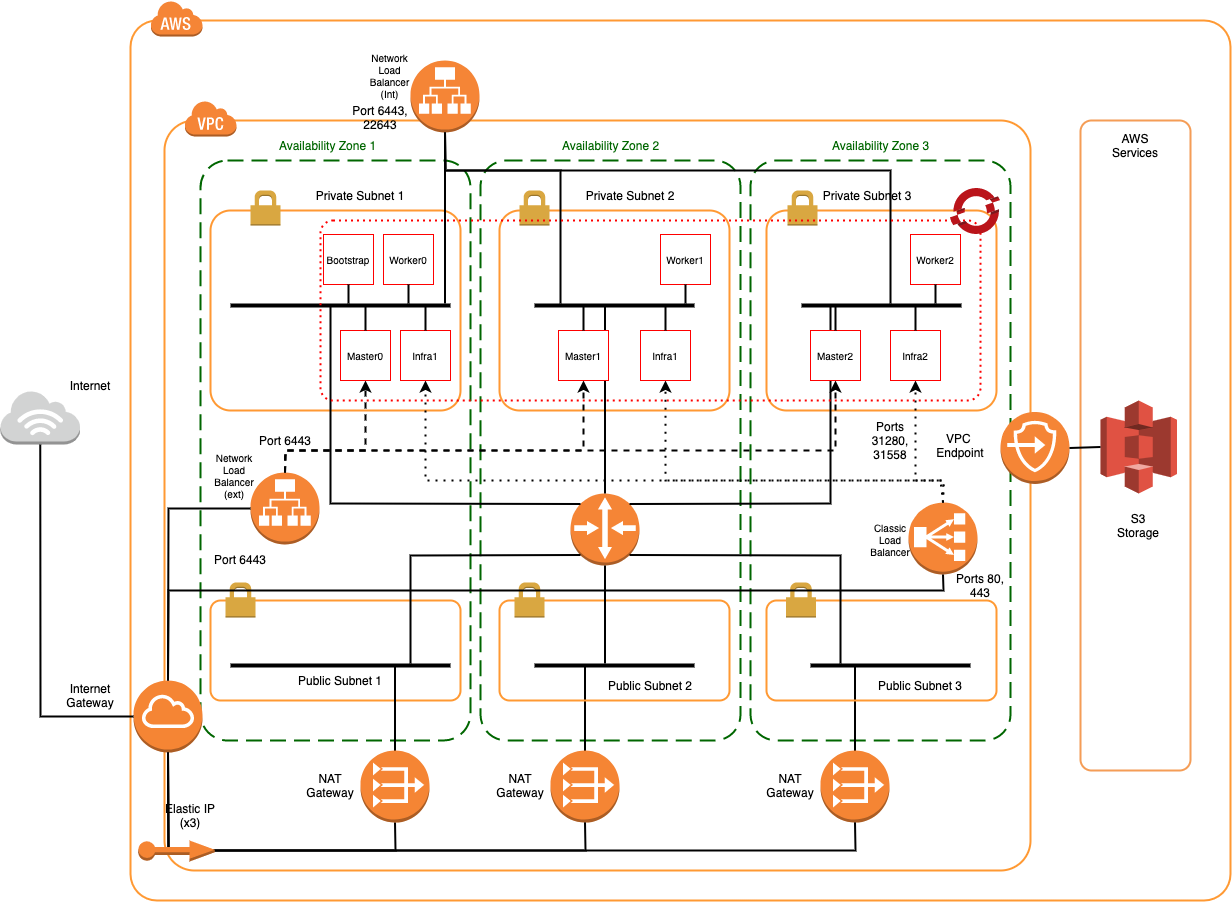 AWS
Network
Load
Balancer
(Int)
Port 6443,
22643
VPC
AWS
Services
Availability Zone 1
Availability Zone 2
Availability Zone 3
Private Subnet 1
Private Subnet 2
Private Subnet 3
Bootstrap
Worker0
Worker1
Worker2
Master0
Infra1
Master1
Infra1
Master2
Infra2
Internet
Port 6443
Network
Load
Balancer
(ext)
Ports
31280,
31558
VPC
Endpoint
S3
Storage
Classic
Load
Balancer
Port 6443
Ports 80,
443
Internet
Gateway
Public Subnet 1
Public Subnet 2
Public Subnet 3
NAT
Gateway
NAT
Gateway
NAT
Gateway
Elastic IP
(x3)